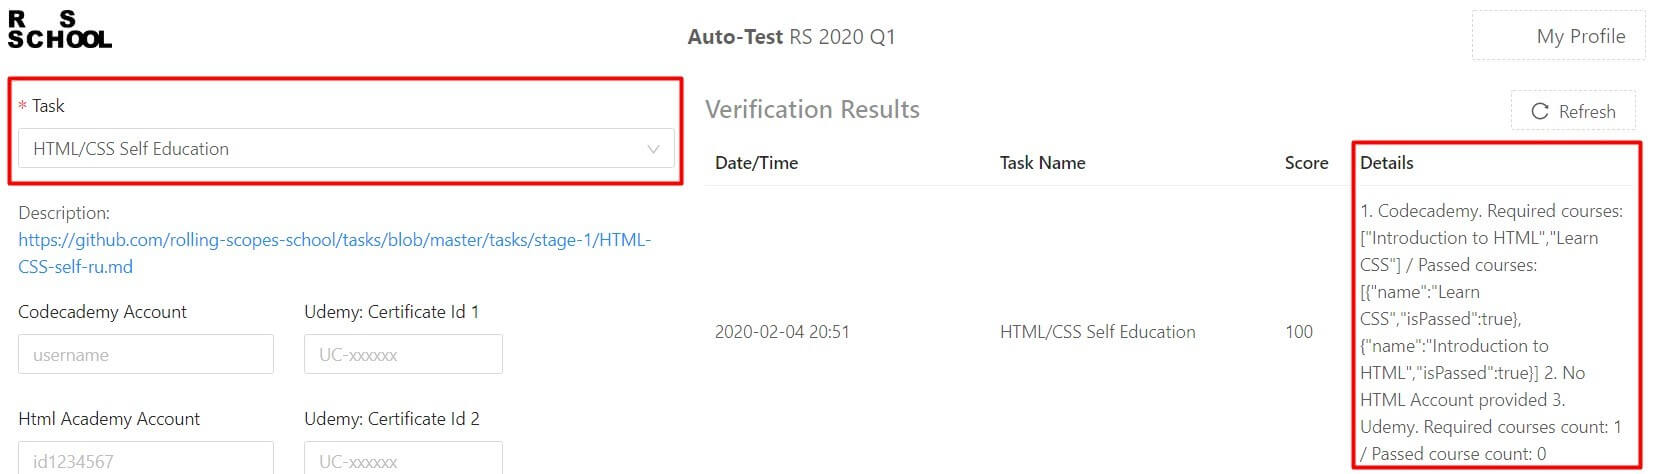 R S
SCHOOL
Auto-Test RS 2020 Q1
My Profile
* Task
HTML/CSS Self Education
Description:
https://github.com/rolling-scopes-school/tasks/blob/master/tasks/stage-1/HTML-
CSS-self-ru.md
Codecademy Account
username
Udemy: Certificate Id 1
UC-xxxxxx
Html Academy Account
id1234567
Udemy: Certificate Id 2
UC-xxxxxx
Verification Results
Refresh
Date/Time Task Name Score Details
2020-02-04 20:51 HTML/CSS Self Education 100
1. Codecademy. Required courses:
["Introduction to HTML","Learn
CSS"] / Passed courses:
[{"name":"Learn
CSS","isPassed":true},
{"name":"Introduction to
HTML","isPassed":true}] 2. No
HTML Account provided 3.
Udemy. Required courses count: 1
/ Passed course count: 0